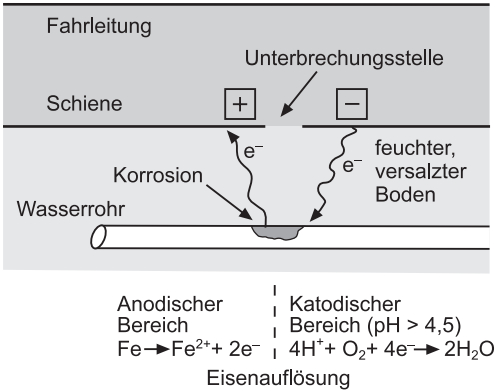 Fahrleitung
Unterbrechungsstelle
Schiene
+
−
e⁻
e⁻
feuchter,
versalzter
Boden
Korrosion
Wasserrohr
Anodischer
Bereich
Fe→Fe²⁺+ 2e⁻
Katodischer
Bereich (pH > 4,5)
4H⁺+ O₂+ 4e⁻→2H₂O
Eisenauflösung